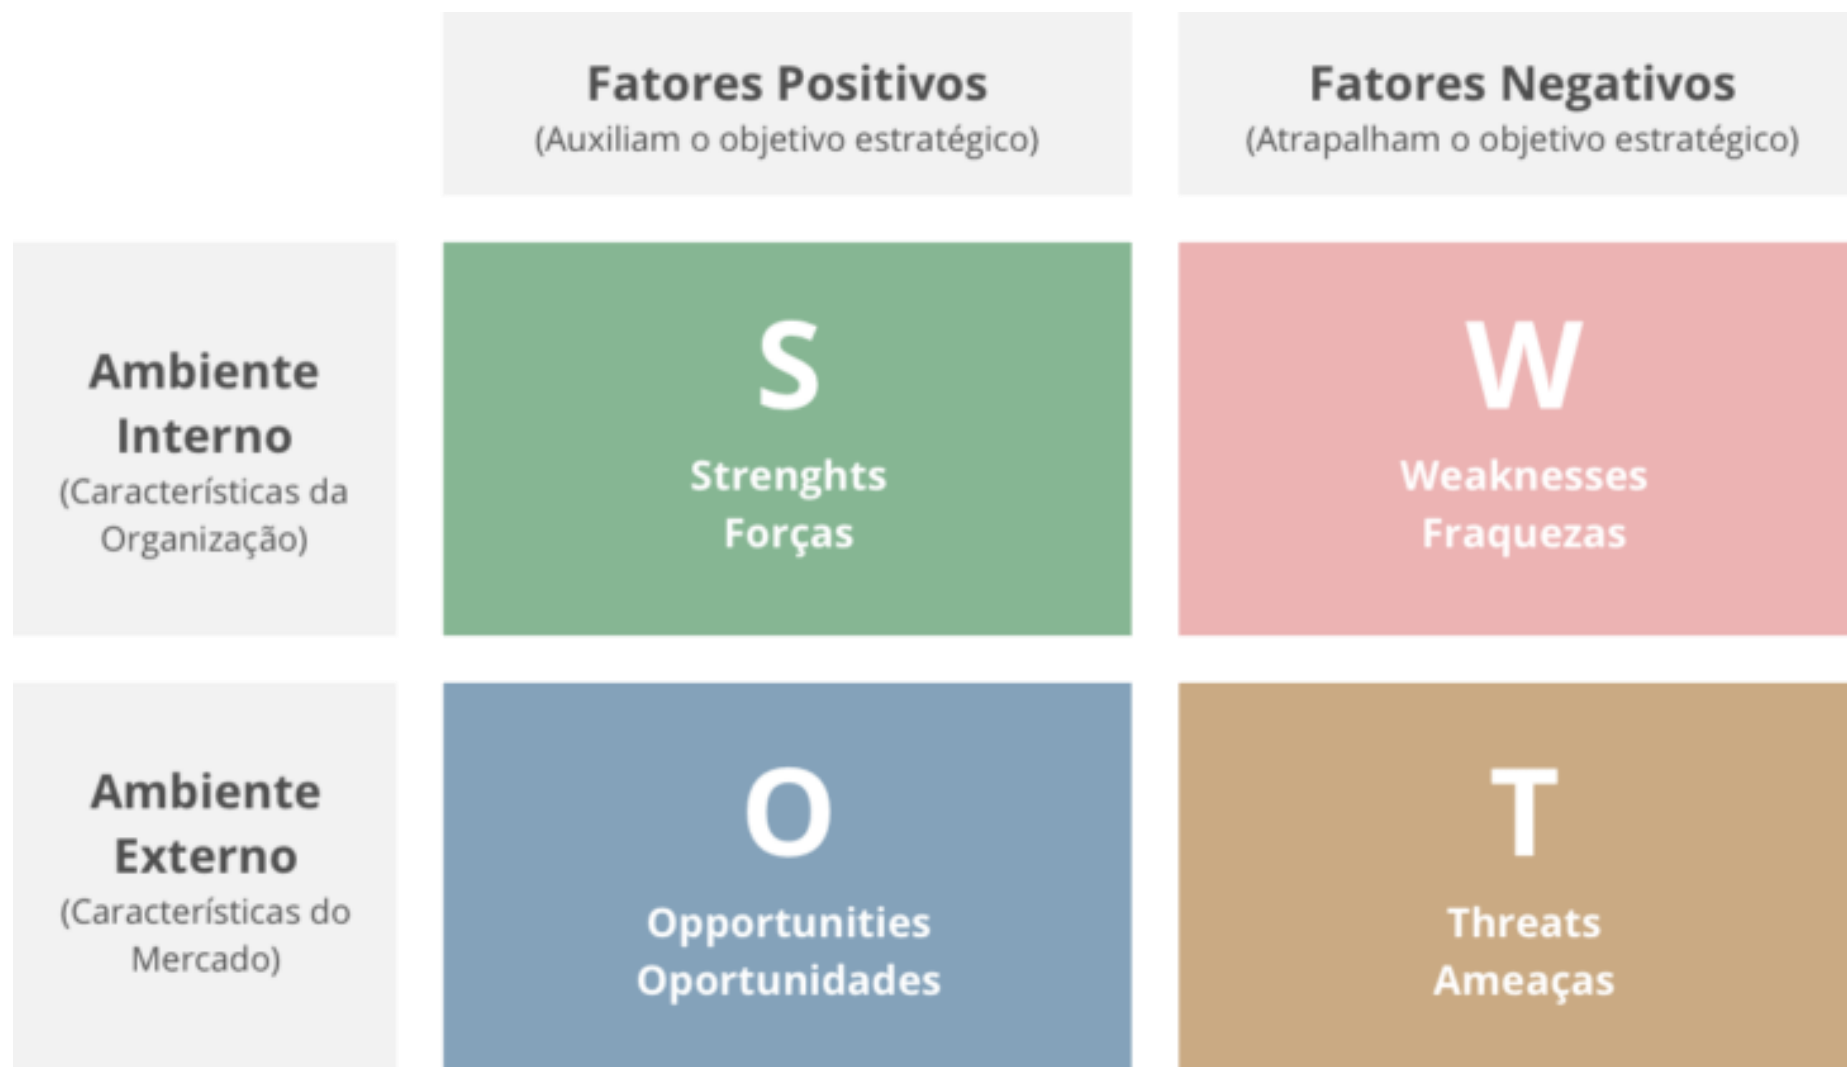 Fatores Positivos
(Auxiliam o objetivo estratégico)
Fatores Negativos
(Atrapalham o objetivo estratégico)
Ambiente
Interno
(Características da
Organização)
S
Strenghts
Forças
W
Weaknesses
Fraquezas
Ambiente
Externo
(Características do
Mercado)
O
Opportunities
Oportunidades
T
Threats
Ameaças